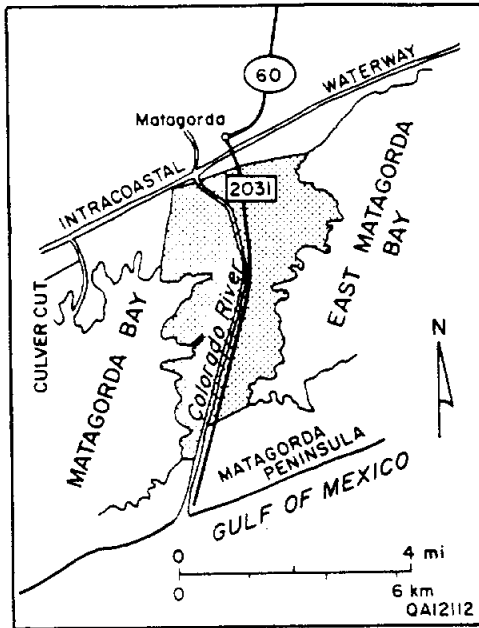 60
WATERWAY
Matagorda
INTRACOASTAL
2031
EAST MATAGORDA
BAY
CULVER CUT
MATAGORDA BAY
Colorado River
N
MATAGORDA
PENINSULA
GULF OF MEXICO
0 4 mi
0 6 km
QA12112